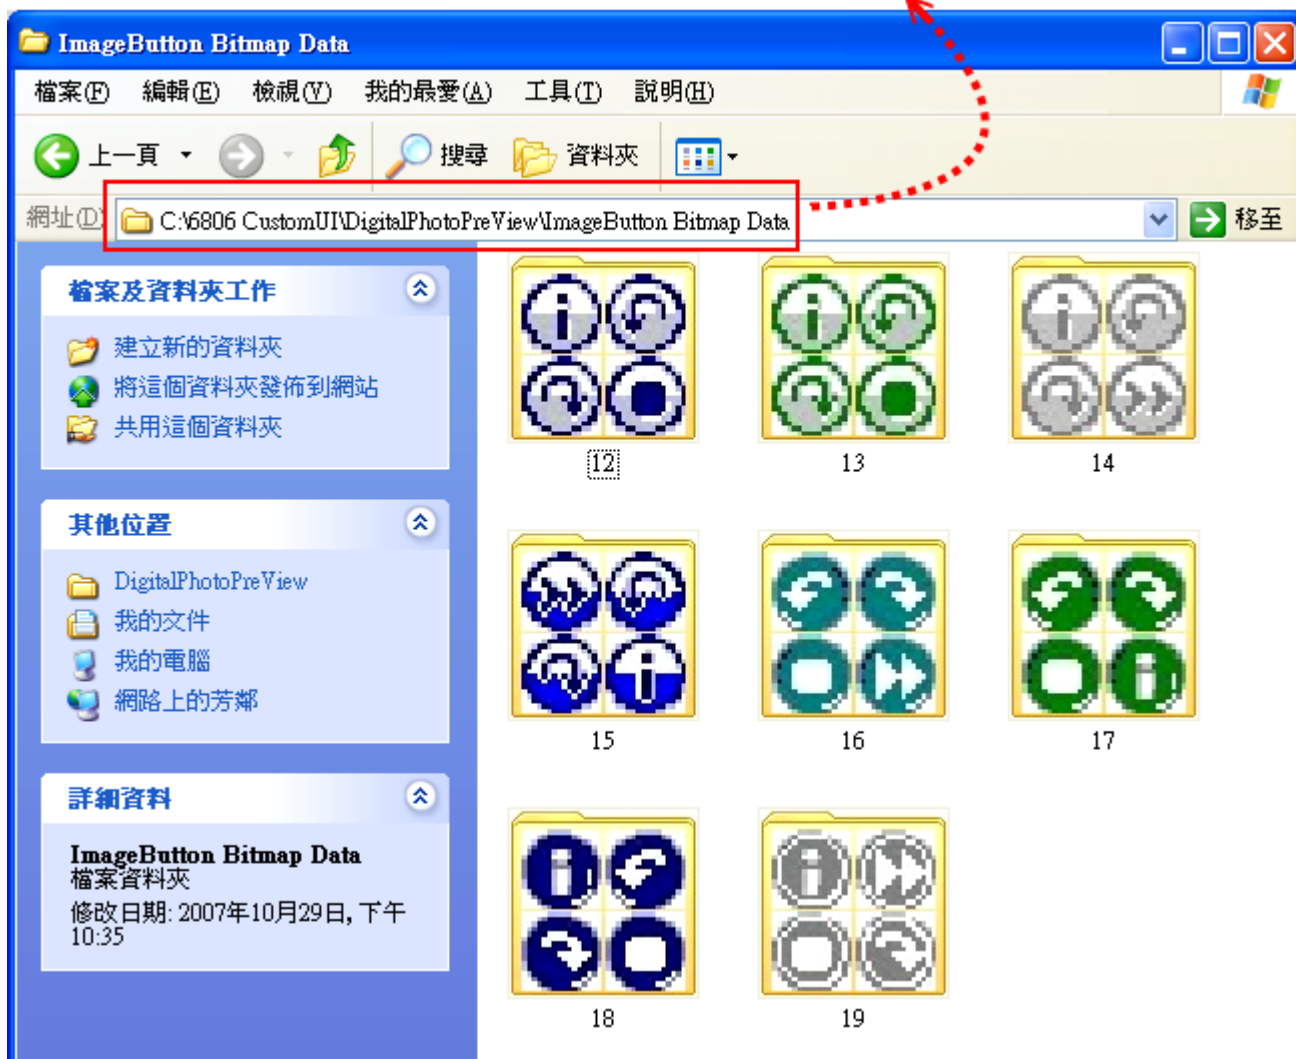 ImageButton Bitmap Data
檔案(F) 編輯(E) 檢視(V) 我的最愛(A) 工具(T) 說明(H)
上一頁 搜尋 資料夾
網址(D) C:\6806 CustomUI\DigitalPhotoPreView\ImageButton Bitmap Data 移至
檔案及資料夾工作
建立新的資料夾
將這個資料夾發佈到網站
共用這個資料夾
其他位置
DigitalPhotoPreView
我的文件
我的電腦
網路上的芳鄰
詳細資料
ImageButton Bitmap Data
檔案資料夾
修改日期: 2007年10月29日, 下午
10:35
12 13 14
15 16 17
18 19